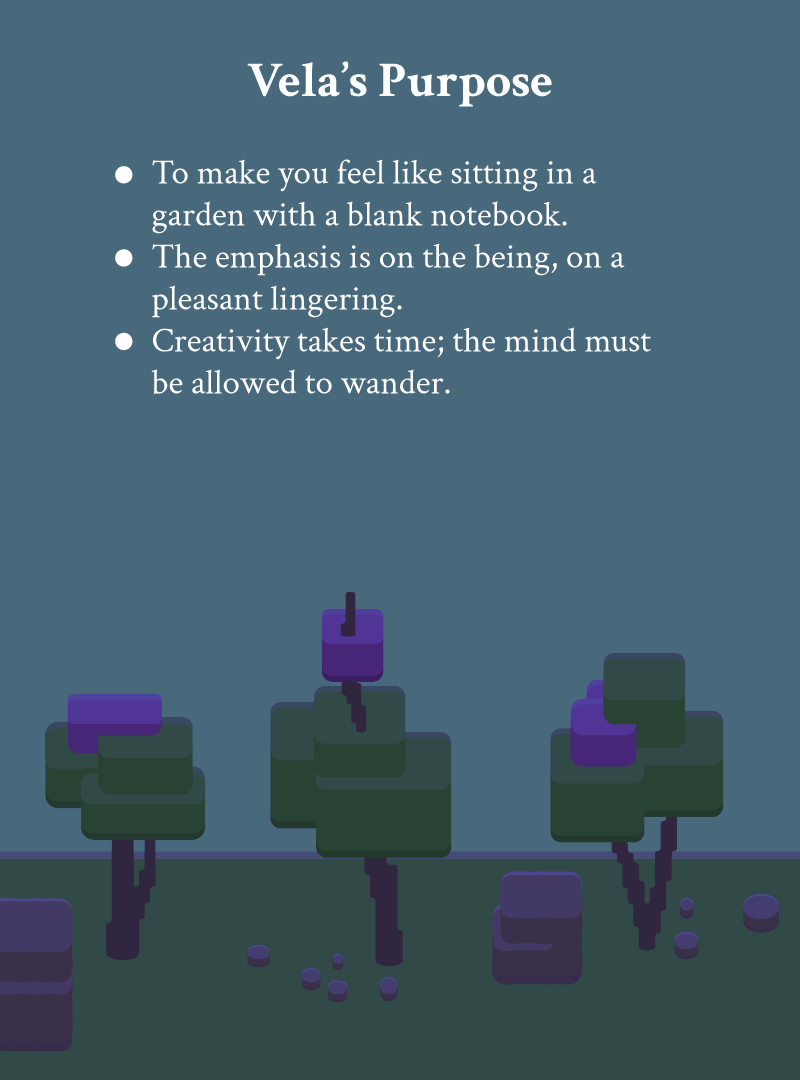 Vela’s Purpose
● To make you feel like sitting in a
garden with a blank notebook.
● The emphasis is on the being, on a
pleasant lingering.
● Creativity takes time; the mind must
be allowed to wander.